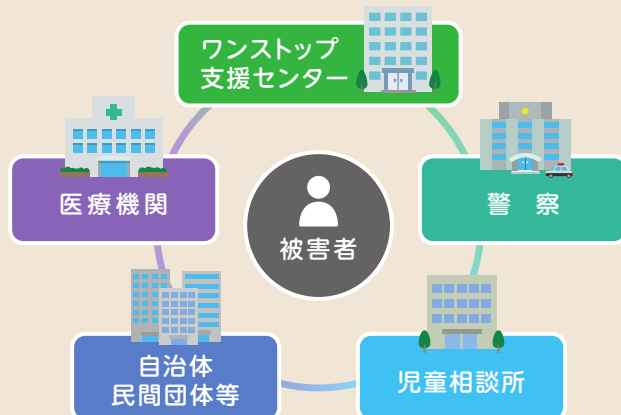 ワンストップ
支援センター
医療機関
警 察
被害者
自治体
民間団体等
児童相談所